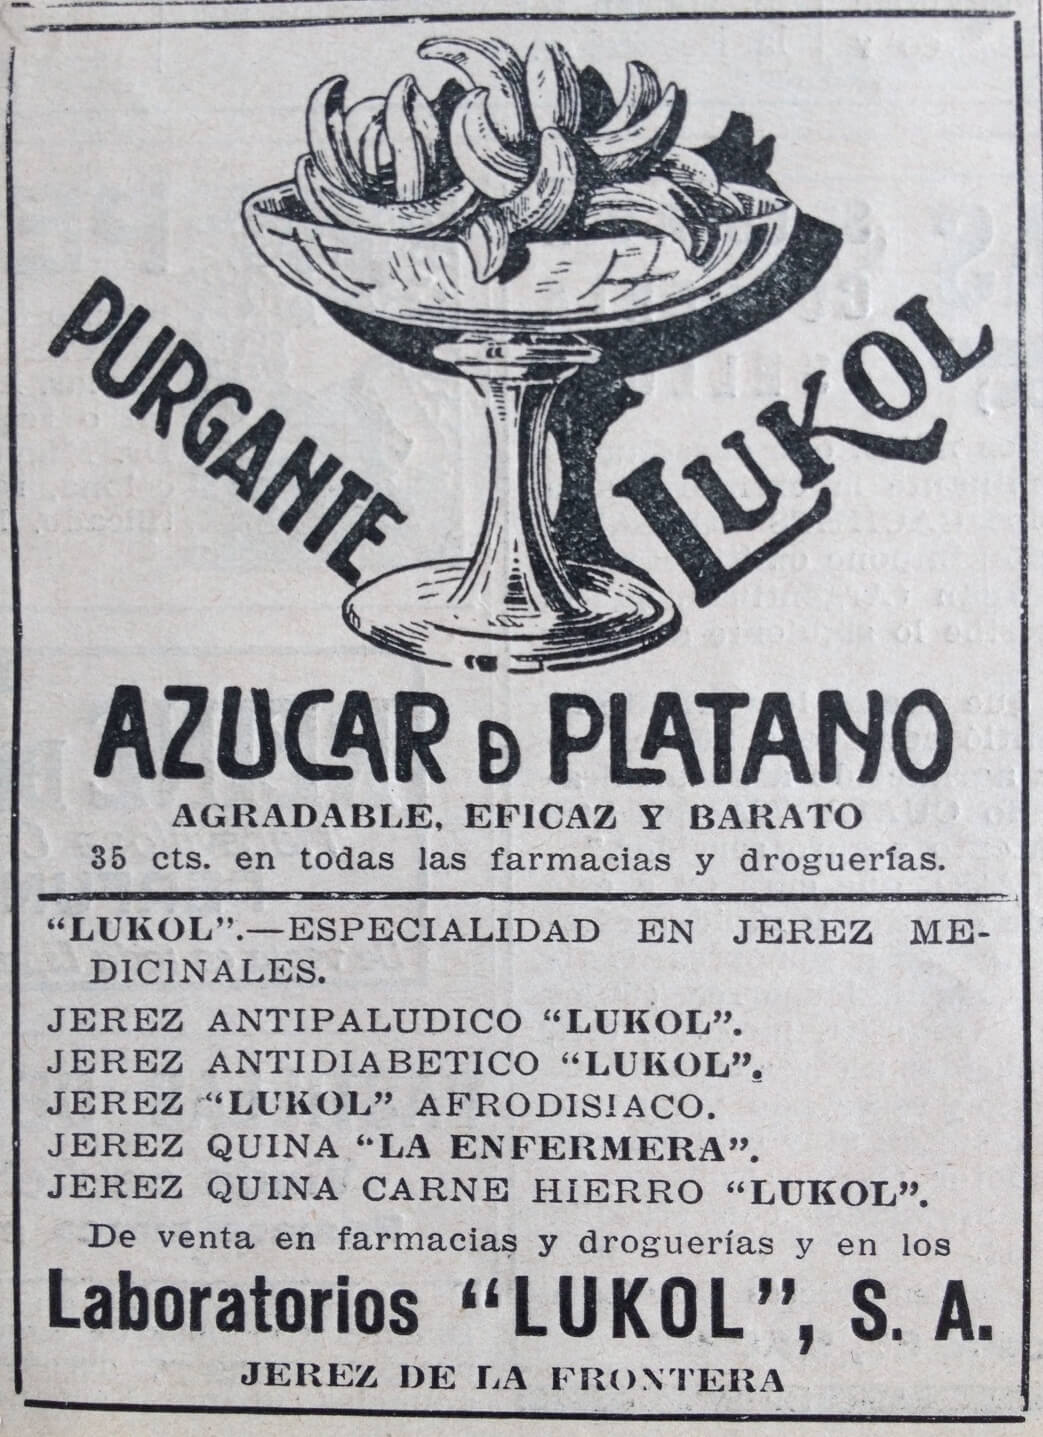 PURGANTE LUKOL
AZUCAR DE PLATANO
AGRADABLE, EFICAZ Y BARATO
35 cts. en todas las farmacias y droguerías.
“LUKOL”.—ESPECIALIDAD EN JEREZ ME-
DICINALES.
JEREZ ANTIPALUDICO “LUKOL”.
JEREZ ANTIDIABETICO “LUKOL”.
JEREZ “LUKOL” AFRODISIACO.
JEREZ QUINA “LA ENFERMERA”.
JEREZ QUINA CARNE HIERRO “LUKOL”.
De venta en farmacias y droguerías y en los
Laboratorios “LUKOL”, S. A.
JEREZ DE LA FRONTERA